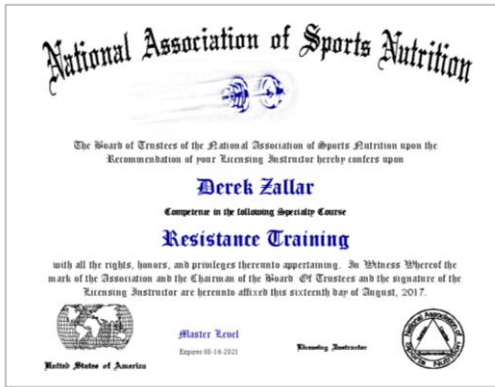 National Association of Sports Nutrition
The Board of Trustees of the National Association of Sports Nutrition upon the
Recommendation of your Licensing Instructor hereby confers upon
Derek Zallar
Competence in the following Specialty Course
Resistance Training
with all the rights, honors, and privileges thereunto appertaining. In Witness Whereof the
mark of the Association and the Chairman of the Board Of Trustees and the signature of the
Licensing Instructor are hereunto affixed this sixteenth day of August, 2017.
Master Level
Expires 08-16-2021
Licensing Instructor
United States of America
National Association of
Sports Nutrition